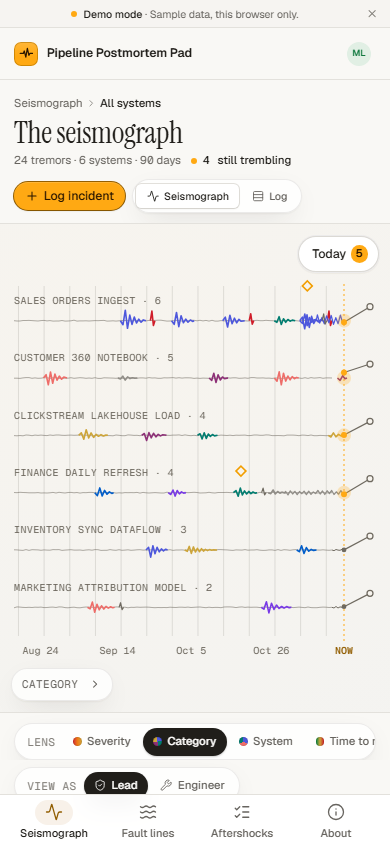 Demo mode · Sample data, this browser only.
Pipeline Postmortem Pad
ML
Seismograph > All systems
The seismograph
24 tremors · 6 systems · 90 days 4 still trembling
+ Log incident
Seismograph
Log
Today 5
SALES ORDERS INGEST · 6
CUSTOMER 360 NOTEBOOK · 5
CLICKSTREAM LAKEHOUSE LOAD · 4
FINANCE DAILY REFRESH · 4
INVENTORY SYNC DATAFLOW · 3
MARKETING ATTRIBUTION MODEL · 2
Aug 24 Sep 14 Oct 5 Oct 26 NOW
CATEGORY >
LENS Severity Category System Time to r
VIEW AS Lead Engineer
Seismograph Fault lines Aftershocks About